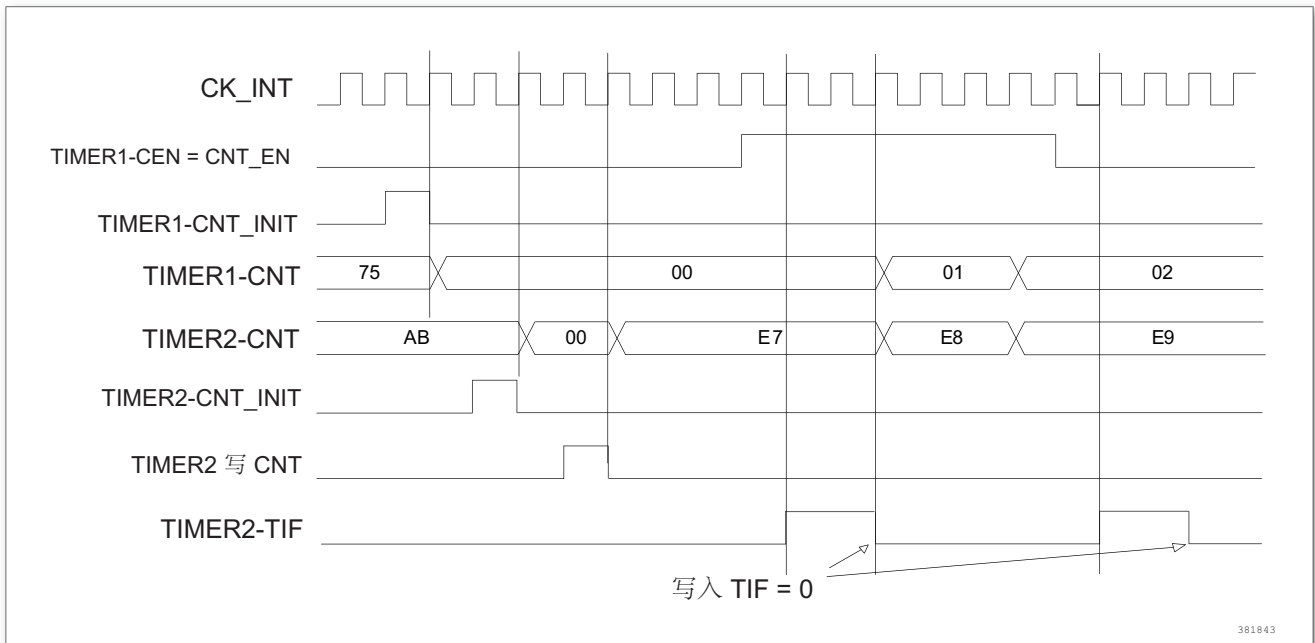 CK_INT
TIMER1-CEN = CNT_EN
TIMER1-CNT_INIT
TIMER1-CNT 75 00 01 02
TIMER2-CNT AB 00 E7 E8 E9
TIMER2-CNT_INIT
TIMER2 写 CNT
TIMER2-TIF
写入 TIF = 0
381843